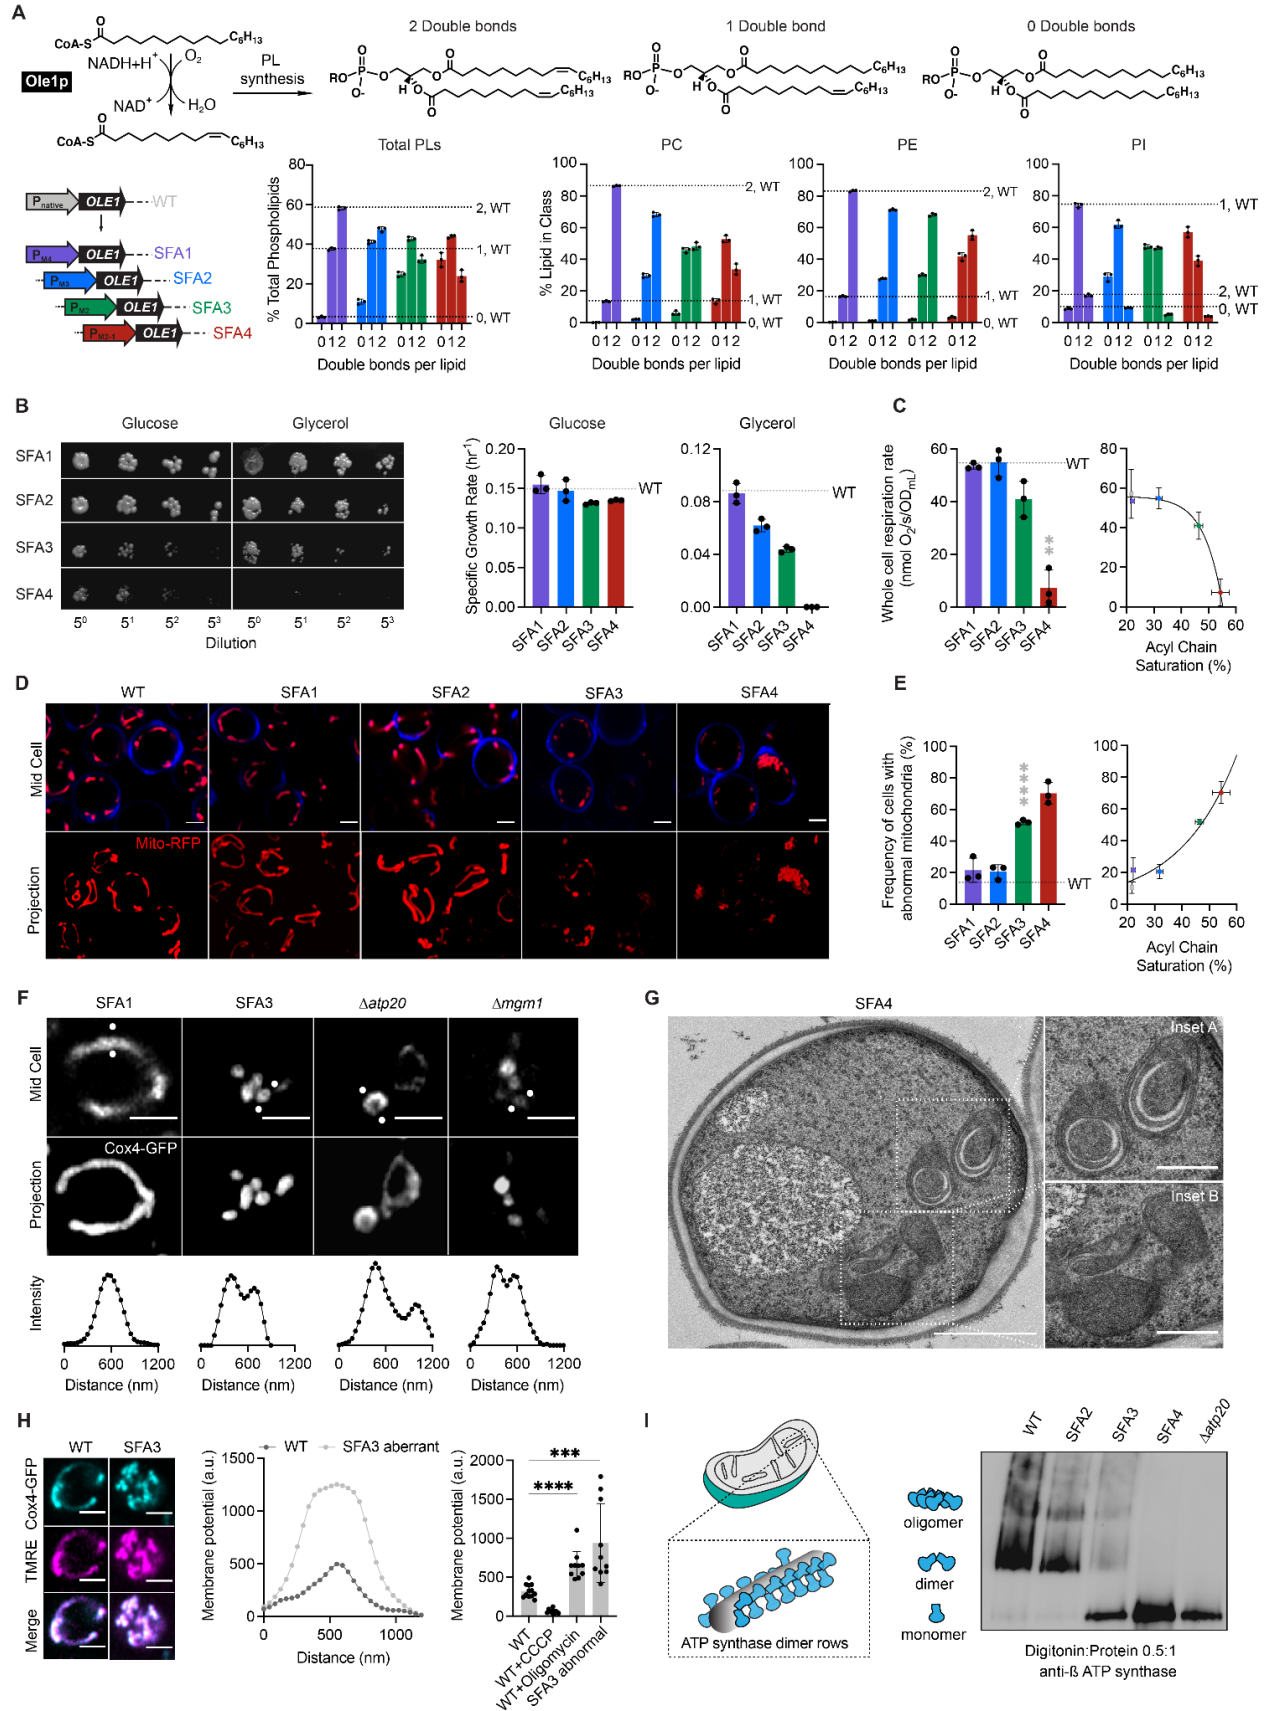 A
CoA-S
O
C6H13
NADH+H+
O2
Ole1p
NAD+
H2O
CoA-S
O
C6H13
PL
synthesis
2 Double bonds
1 Double bond
0 Double bonds
Pnative OLE1 WT
PM4 OLE1 SFA1
PM3 OLE1 SFA2
PM2 OLE1 SFA3
OLE1 SFA4
Total PLs
% Total Phospholipids
80
60
40
20
0
2, WT
1, WT
0, WT
0 1 2 0 1 2 0 1 2 0 1 2
Double bonds per lipid
PC
% Lipid in Class
100
80
60
40
20
0
2, WT
1, WT
0, WT
0 1 2 0 1 2 0 1 2 0 1 2
Double bonds per lipid
PE
100
80
60
40
20
0
2, WT
1, WT
0, WT
0 1 2 0 1 2 0 1 2 0 1 2
Double bonds per lipid
PI
100
80
60
40
20
0
1, WT
2, WT
0, WT
0 1 2 0 1 2 0 1 2 0 1 2
Double bonds per lipid
B
Glucose Glycerol
SFA1
SFA2
SFA3
SFA4
5⁰ 5¹ 5² 5³ 5⁰ 5¹ 5² 5³
Dilution
Glucose
Specific Growth Rate (hr-1)
0.20
0.15
0.10
0.05
0.00
WT
SFA1 SFA2 SFA3 SFA4
Glycerol
0.12
0.08
0.04
0.00
WT
SFA1 SFA2 SFA3 SFA4
C
Whole cell respiration rate
(nmol O2/s/ODmL)
60
40
20
0
WT
**
SFA1 SFA2 SFA3 SFA4
80
60
40
20
0
20 30 40 50 60
Acyl Chain
Saturation (%)
D
WT SFA1 SFA2 SFA3 SFA4
Mid Cell
Projection
Mito-RFP
E
Frequency of cells with
abnormal mitochondria (%)
100
80
60
40
20
0
****
WT
SFA1 SFA2 SFA3 SFA4
100
80
60
40
20
0
20 30 40 50 60
Acyl Chain
Saturation (%)
F
SFA1 SFA3 Δatp20 Δmgm1
Mid Cell
Projection
Cox4-GFP
Intensity
0 600 1200 0 600 1200 0 600 1200 0 600 1200
Distance (nm) Distance (nm) Distance (nm) Distance (nm)
G
SFA4
Inset A
Inset B
H
WT SFA3
Cox4-GFP
TMRE
Merge
WT SFA3 aberrant
Membrane potential (a.u.)
1500
1000
500
0
0 500 1000
Distance (nm)
Membrane potential (a.u.)
2000
1500
1000
500
0
***
****
WT
WT+CCCP
WT+Oligomycin
SFA3 abnormal
I
ATP synthase dimer rows
WT SFA2 SFA3 SFA4 Δatp20
oligomer
dimer
monomer
Digitonin:Protein 0.5:1
anti-ß ATP synthase